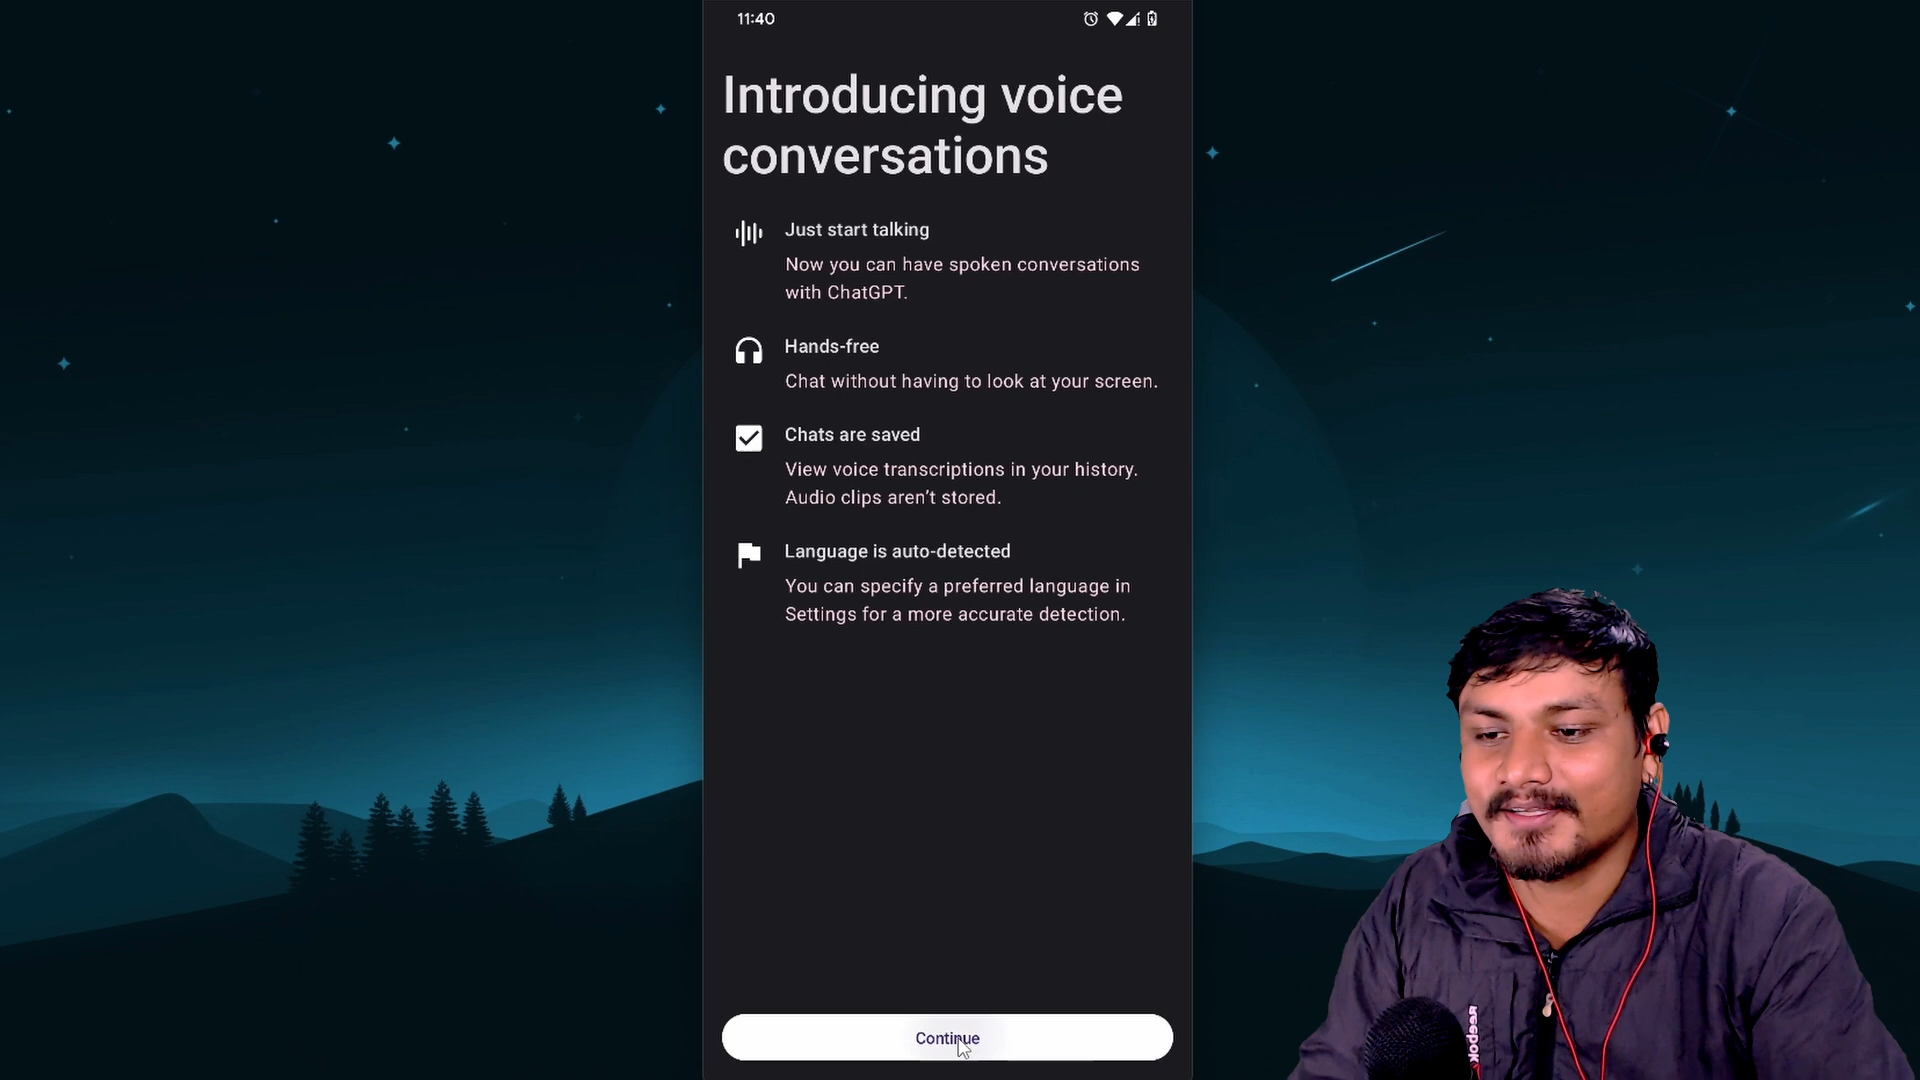 11:40
Introducing voice
conversations
Just start talking
Now you can have spoken conversations
with ChatGPT.
Hands-free
Chat without having to look at your screen.
Chats are saved
View voice transcriptions in your history.
Audio clips aren’t stored.
Language is auto-detected
You can specify a preferred language in
Settings for a more accurate detection.
Continue
Reebok